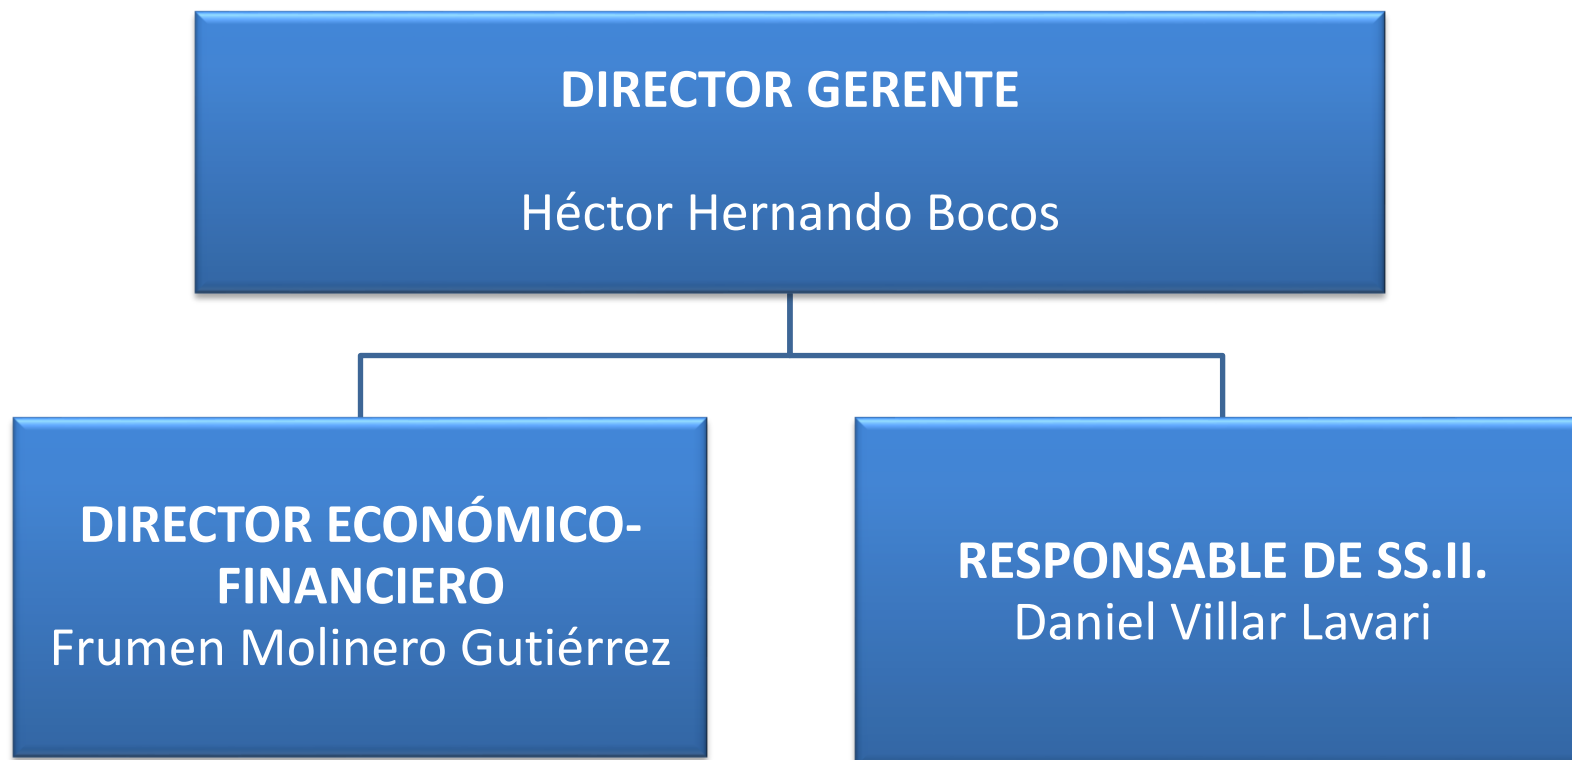 DIRECTOR GERENTE
Héctor Hernando Bocos
DIRECTOR ECONÓMICO-
FINANCIERO
Frumen Molinero Gutiérrez
RESPONSABLE DE SS.II.
Daniel Villar Lavari